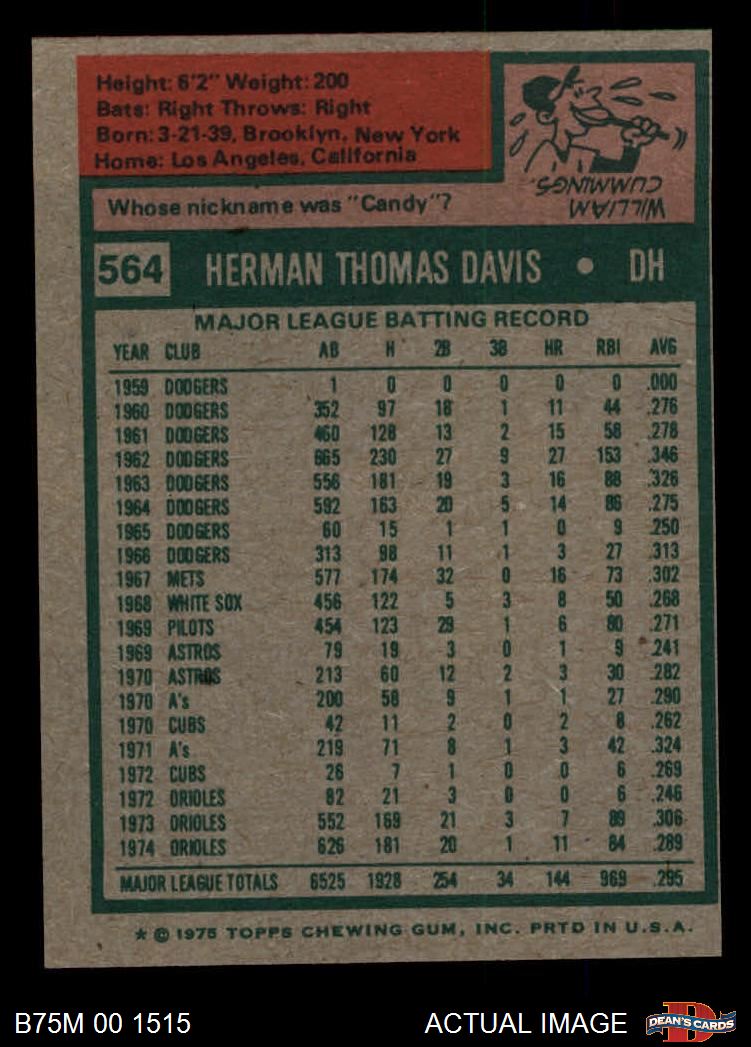 Height: 6'2" Weight: 200
Bats: Right Throws: Right
Born: 3-21-39, Brooklyn, New York
Home: Los Angeles, California
WILLIAM CUMMINGS.
Whose nickname was "Candy"?
564 HERMAN THOMAS DAVIS • DH
MAJOR LEAGUE BATTING RECORD
YEAR CLUB AB H 2B 3B HR RBI AVG
1959 DODGERS 1 0 0 0 0 0 .000
1960 DODGERS 352 97 18 1 11 44 .276
1961 DODGERS 460 128 13 2 15 58 .278
1962 DODGERS 665 230 27 9 27 153 .346
1963 DODGERS 556 181 19 3 16 88 .326
1964 DODGERS 592 163 20 5 14 86 .275
1965 DODGERS 60 15 1 1 0 9 .250
1966 DODGERS 313 98 11 1 3 27 .313
1967 METS 577 174 32 0 16 73 .302
1968 WHITE SOX 456 122 5 3 8 50 .268
1969 PILOTS 454 123 29 1 6 80 .271
1969 ASTROS 79 19 3 0 1 9 .241
1970 ASTROS 213 60 12 2 3 30 .282
1970 A's 200 58 9 1 1 27 .290
1970 CUBS 42 11 2 0 2 8 .262
1971 A's 219 71 8 1 3 42 .324
1972 CUBS 26 7 1 0 0 6 .269
1972 ORIOLES 82 21 3 0 0 6 .246
1973 ORIOLES 552 169 21 3 7 89 .306
1974 ORIOLES 626 181 20 1 11 84 .289
MAJOR LEAGUE TOTALS 6525 1928 254 34 144 969 .295
* © 1975 TOPPS CHEWING GUM, INC. PRTD IN U.S.A.
B75M 00 1515 ACTUAL IMAGE
D
DEAN'S CARDS